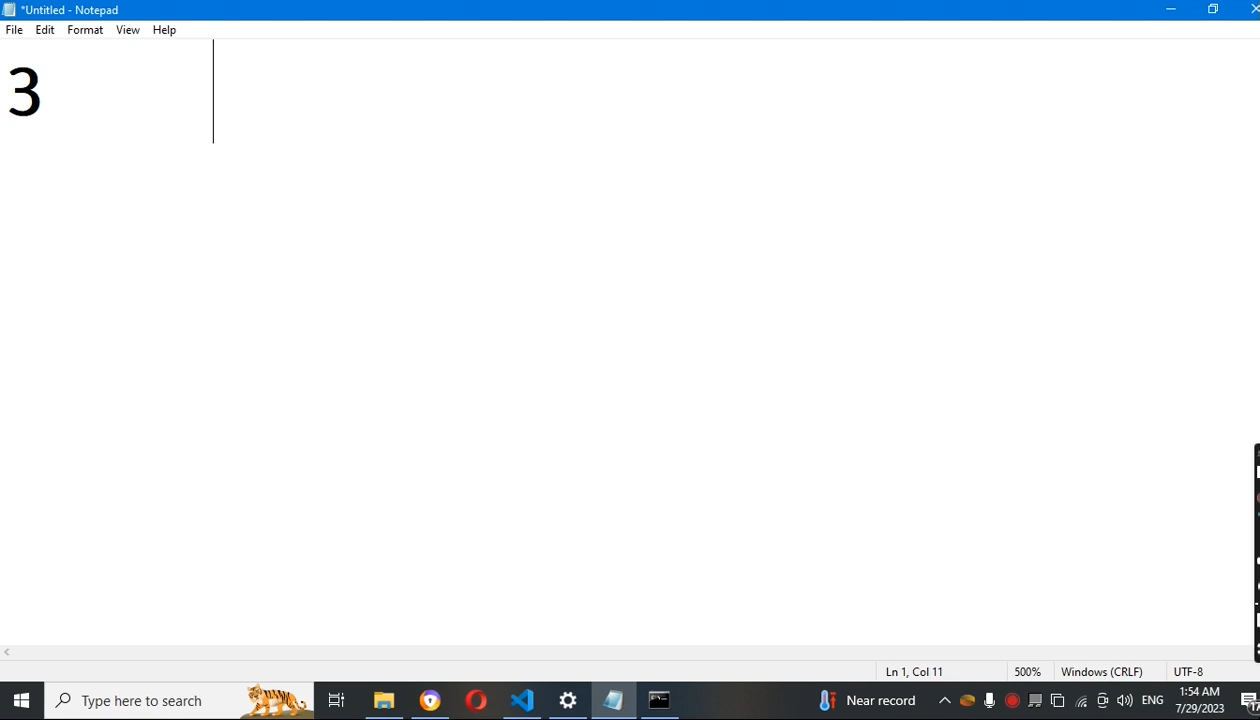 *Untitled - Notepad
File Edit Format View Help
3
Ln 1, Col 11 500% Windows (CRLF) UTF-8
Type here to search
Near record
ENG
1:54 AM
7/29/2023